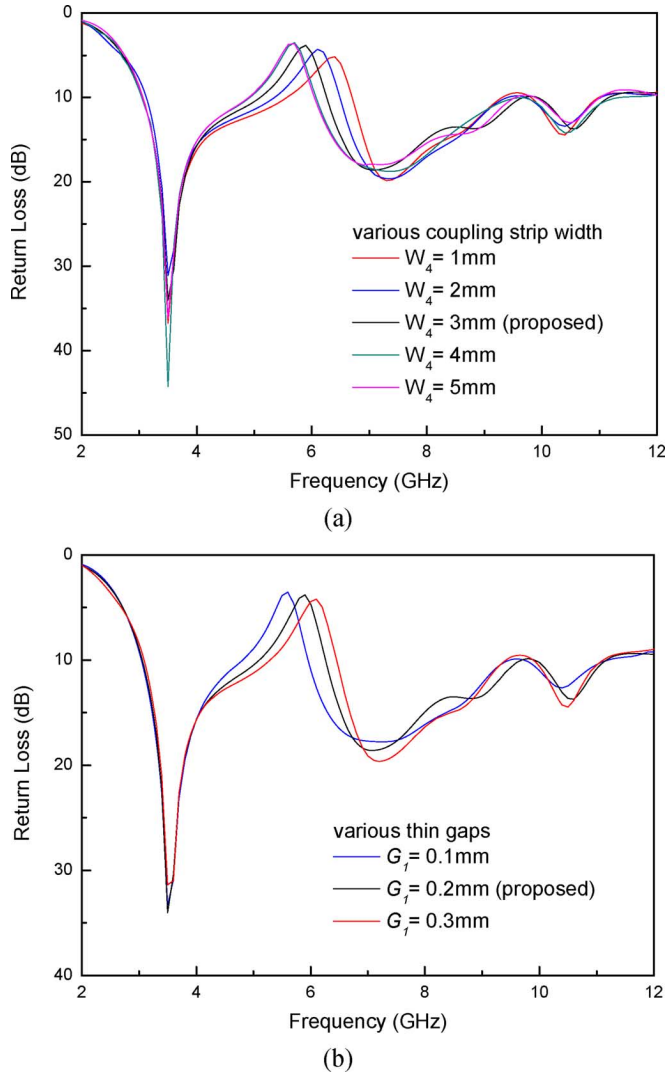 0
10
20
30
40
50
Return Loss (dB)
various coupling strip width
W4= 1mm
W4= 2mm
W4= 3mm (proposed)
W4= 4mm
W4= 5mm
2 4 6 8 10 12
Frequency (GHz)
(a)
0
10
20
30
40
Return Loss (dB)
various thin gaps
G1= 0.1mm
G1= 0.2mm (proposed)
G1= 0.3mm
2 4 6 8 10 12
Frequency (GHz)
(b)